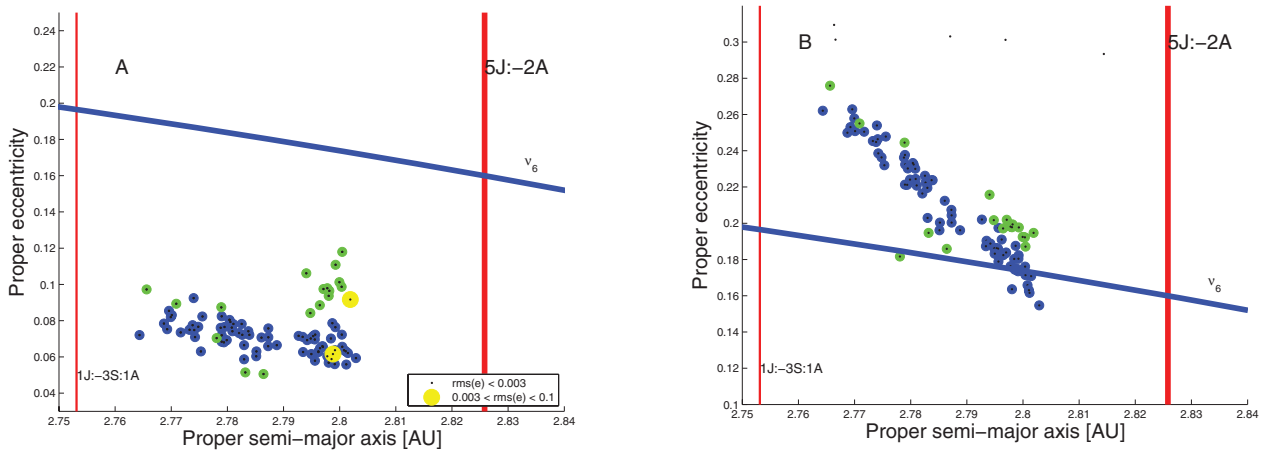 A
5J:−2A
ν6
1J:−3S:1A
rms(e) < 0.003
0.003 < rms(e) < 0.1
0.24
0.22
0.2
0.18
0.16
0.14
0.12
0.1
0.08
0.06
0.04
2.75 2.76 2.77 2.78 2.79 2.8 2.81 2.82 2.83 2.84
Proper eccentricity
Proper semi−major axis [AU]
B
5J:−2A
ν6
1J:−3S:1A
0.3
0.28
0.26
0.24
0.22
0.2
0.18
0.16
0.14
0.12
0.1
2.75 2.76 2.77 2.78 2.79 2.8 2.81 2.82 2.83 2.84
Proper eccentricity
Proper semi−major axis [AU]